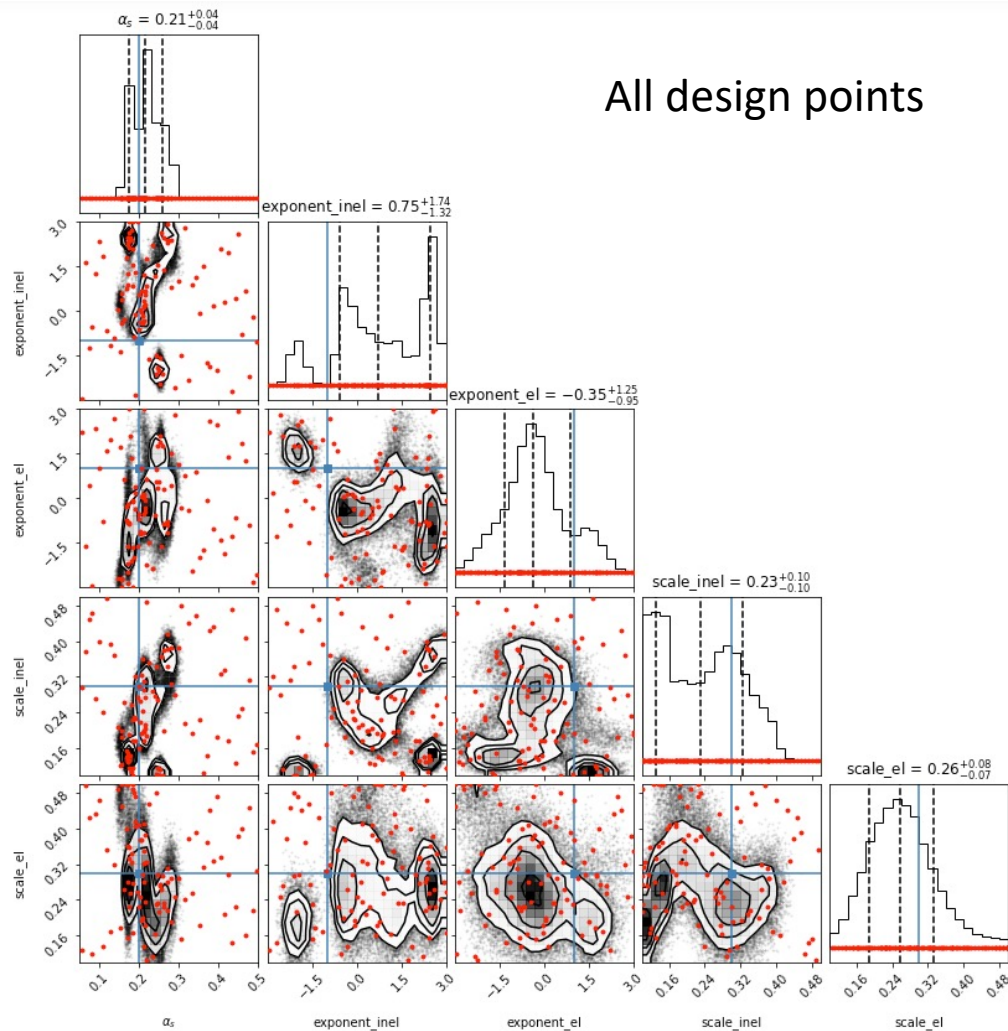 α_s = 0.21^{+0.04}_{-0.04}
All design points
exponent_inel = 0.75^{+1.74}_{-1.32}
exponent_inel
3.0
1.5
0.0
−1.5
exponent_el = −0.35^{+1.25}_{-0.95}
exponent_el
3.0
1.5
0.0
−1.5
scale_inel = 0.23^{+0.10}_{-0.10}
scale_inel
0.48
0.40
0.32
0.24
0.16
scale_el = 0.26^{+0.08}_{-0.07}
scale_el
0.48
0.40
0.32
0.24
0.16
0.1 0.2 0.3 0.4 0.5 −1.5 0.0 1.5 3.0 −1.5 0.0 1.5 3.0 0.16 0.24 0.32 0.40 0.48 0.16 0.24 0.32 0.40 0.48
α_s exponent_inel exponent_el scale_inel scale_el